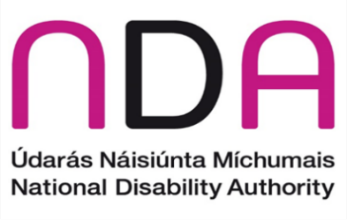 NDA
Údarás Náisiúnta Míchumais
National Disability Authority